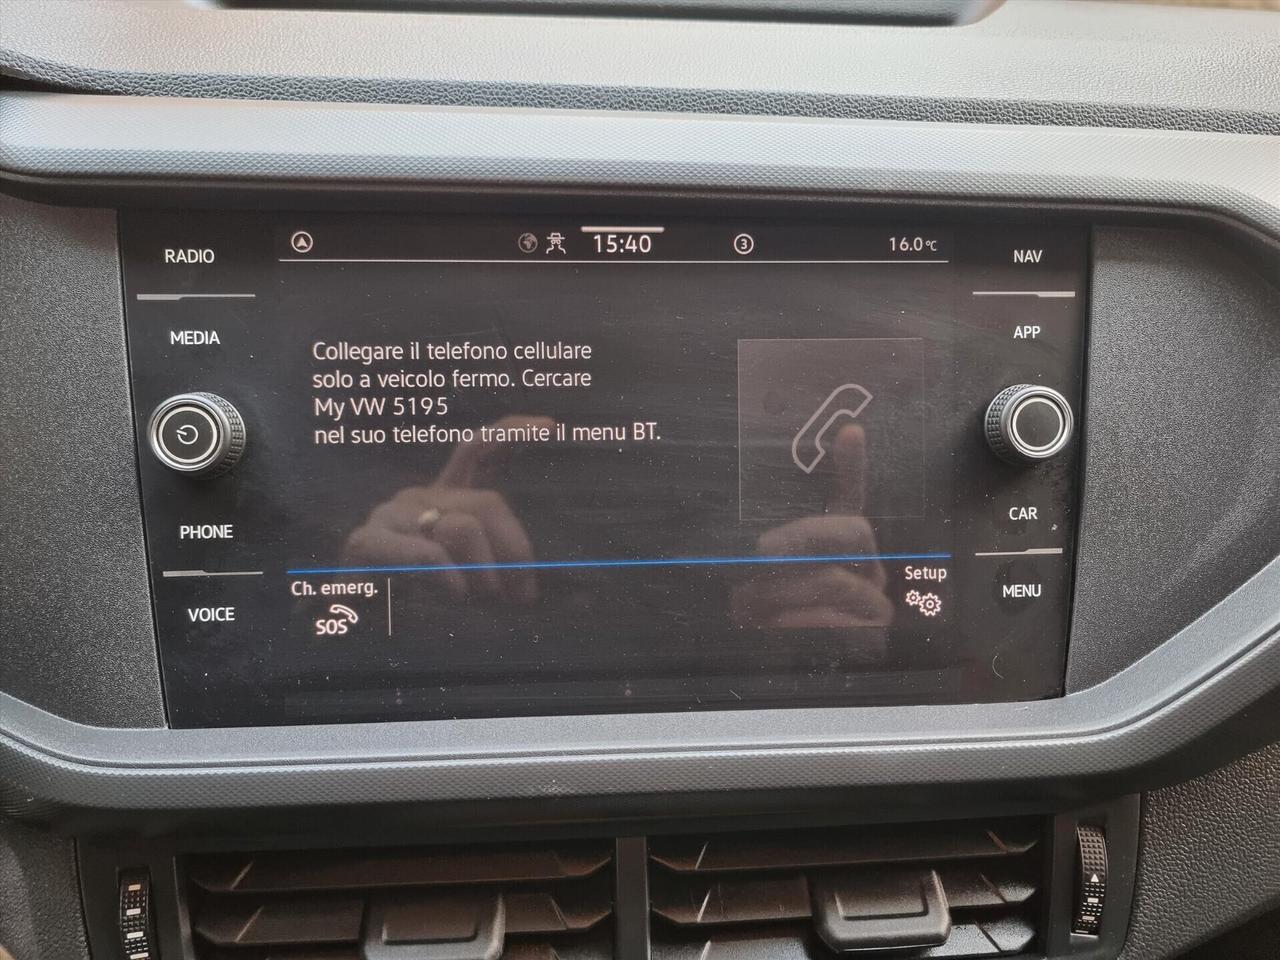 RADIO
MEDIA
PHONE
VOICE
15:40
3
16.0°C
Collegare il telefono cellulare
solo a veicolo fermo. Cercare
My VW 5195
nel suo telefono tramite il menu BT.
Ch. emerg.
SOS
Setup
NAV
APP
CAR
MENU